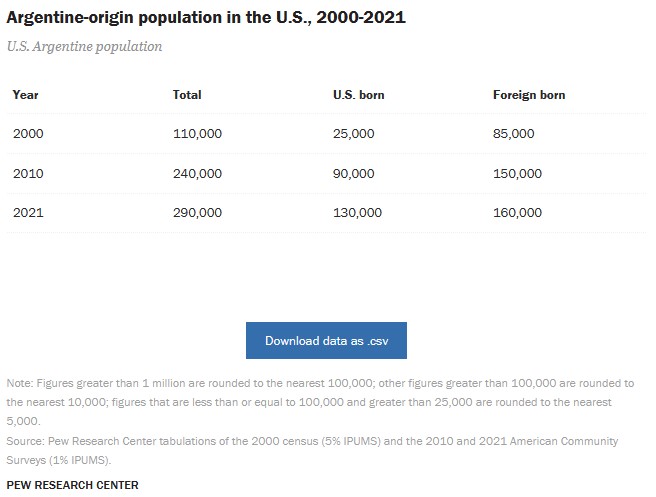 Argentine-origin population in the U.S., 2000-2021
U.S. Argentine population
Year Total U.S. born Foreign born
2000 110,000 25,000 85,000
2010 240,000 90,000 150,000
2021 290,000 130,000 160,000
Download data as .csv
Note: Figures greater than 1 million are rounded to the nearest 100,000; other figures greater than 100,000 are rounded to
the nearest 10,000; figures that are less than or equal to 100,000 and greater than 25,000 are rounded to the nearest
5,000.
Source: Pew Research Center tabulations of the 2000 census (5% IPUMS) and the 2010 and 2021 American Community
Surveys (1% IPUMS).
PEW RESEARCH CENTER